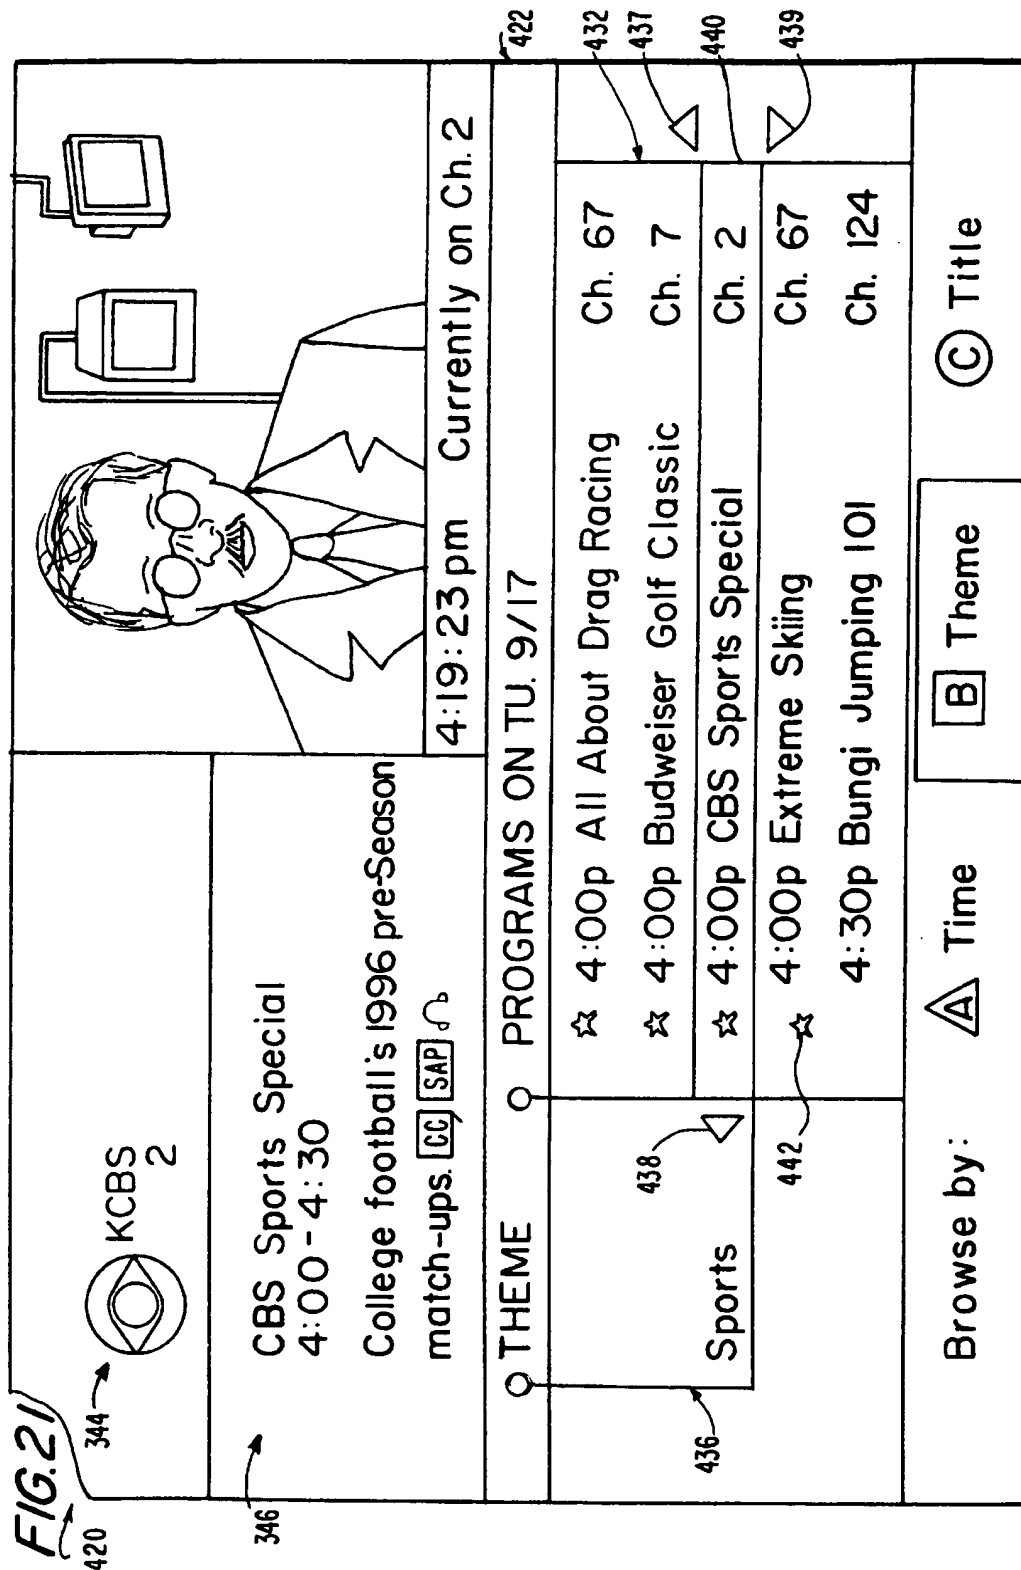 FIG.21
420
344
KCBS
2
346
CBS Sports Special
4:00-4:30
College football's 1996 pre-Season
match-ups. CC SAP
4:19:23pm Currently on Ch. 2
422
THEME
PROGRAMS ON TU. 9/17
432
437
440
439
☆ 4:00p All About Drag Racing Ch. 67
☆ 4:00p Budweiser Golf Classic Ch. 7
Sports
☆ 4:00p CBS Sports Special Ch. 2
☆ 4:00p Extreme Skiing Ch. 67
4:30p Bungi Jumping 101 Ch. 124
436
438
442
Browse by: A Time B Theme C Title